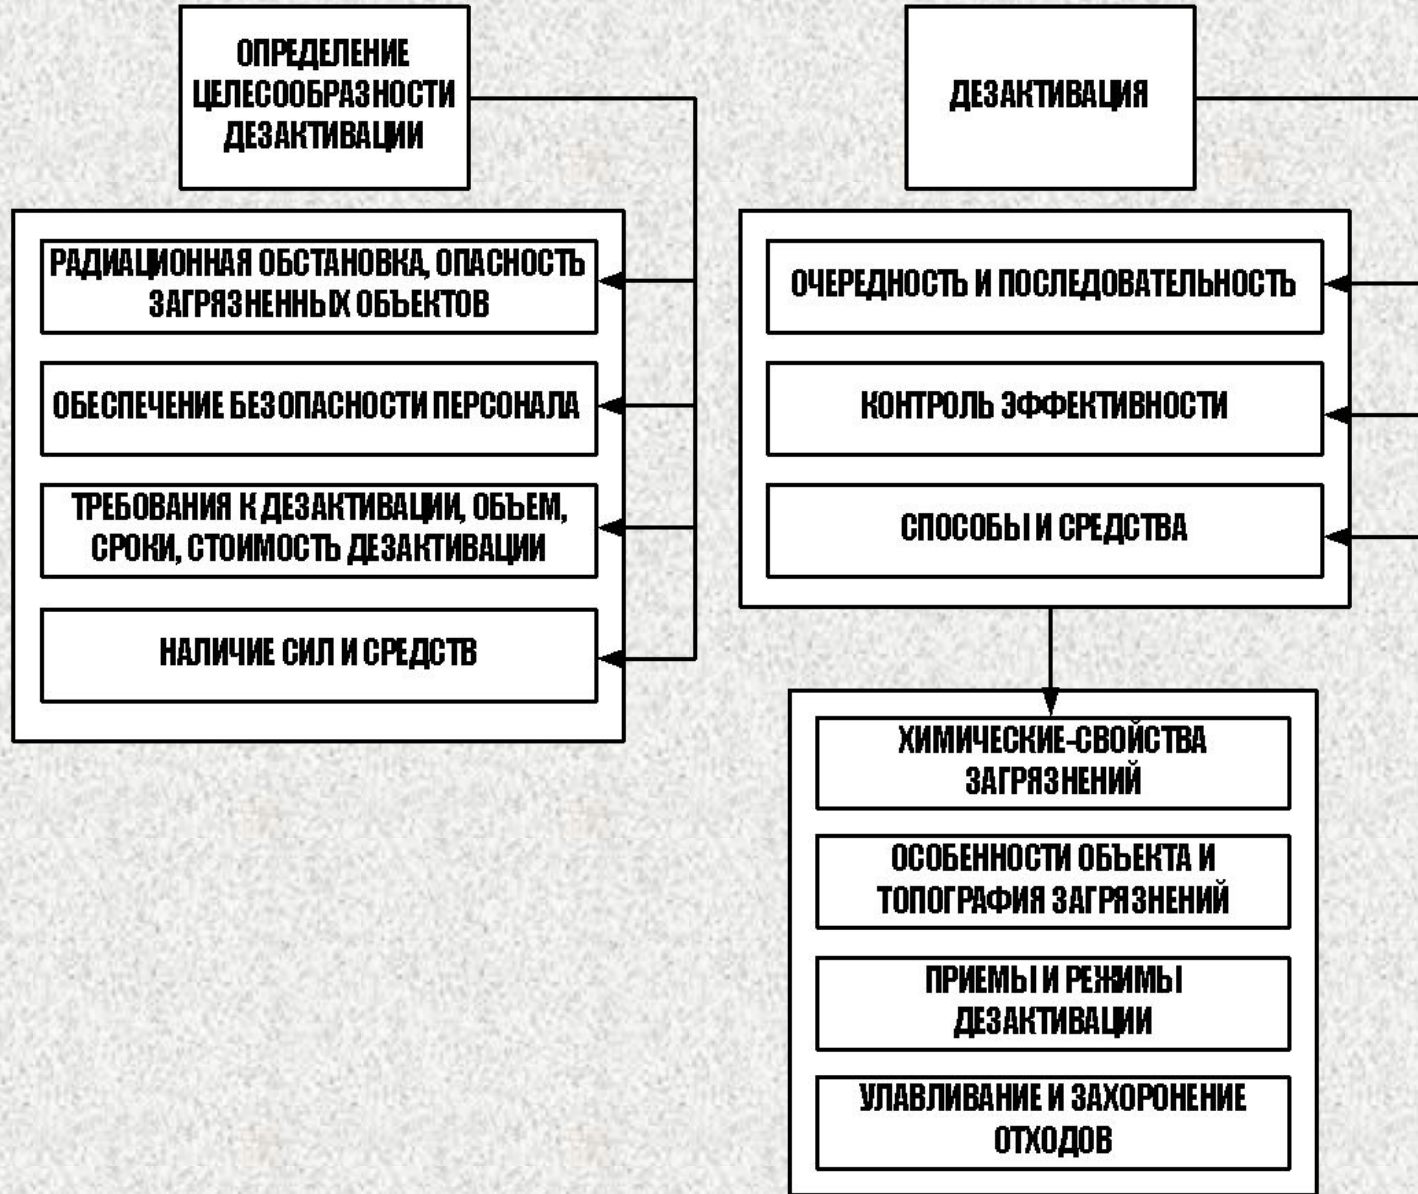 ОПРЕДЕЛЕНИЕ
ЦЕЛЕСООБРАЗНОСТИ
ДЕЗАКТИВАЦИИ
РАДИАЦИОННАЯ ОБСТАНОВКА, ОПАСНОСТЬ
ЗАГРЯЗНЕННЫХ ОБЪЕКТОВ
ОБЕСПЕЧЕНИЕ БЕЗОПАСНОСТИ ПЕРСОНАЛА
ТРЕБОВАНИЯ К ДЕЗАКТИВАЦИИ, ОБЪЕМ,
СРОКИ, СТОИМОСТЬ ДЕЗАКТИВАЦИИ
НАЛИЧИЕ СИЛ И СРЕДСТВ
ДЕЗАКТИВАЦИЯ
ОЧЕРЕДНОСТЬ И ПОСЛЕДОВАТЕЛЬНОСТЬ
КОНТРОЛЬ ЭФФЕКТИВНОСТИ
СПОСОБЫ И СРЕДСТВА
ХИМИЧЕСКИЕ-СВОЙСТВА
ЗАГРЯЗНЕНИЙ
ОСОБЕННОСТИ ОБЪЕКТА И
ТОПОГРАФИЯ ЗАГРЯЗНЕНИЙ
ПРИЕМЫ И РЕЖИМЫ
ДЕЗАКТИВАЦИИ
УЛАВЛИВАНИЕ И ЗАХОРОНЕНИЕ
ОТХОДОВ